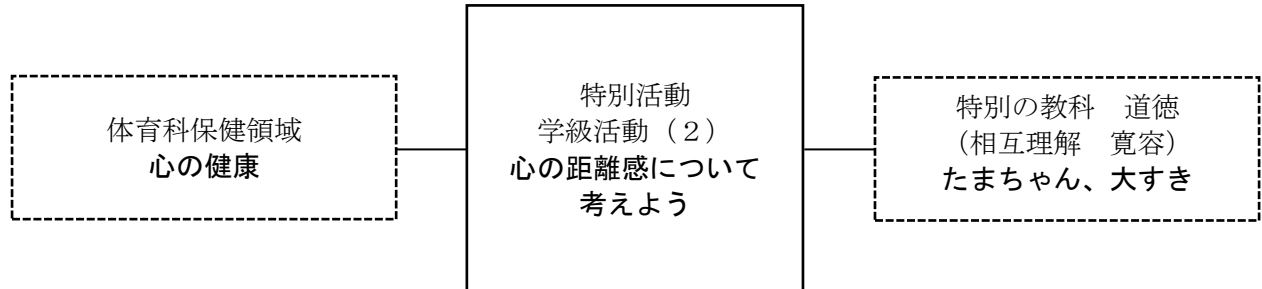 体育科保健領域
心の健康
特別活動
学級活動（２）
心の距離感について
考えよう
特別の教科　道徳
（相互理解　寛容）
たまちゃん、大すき